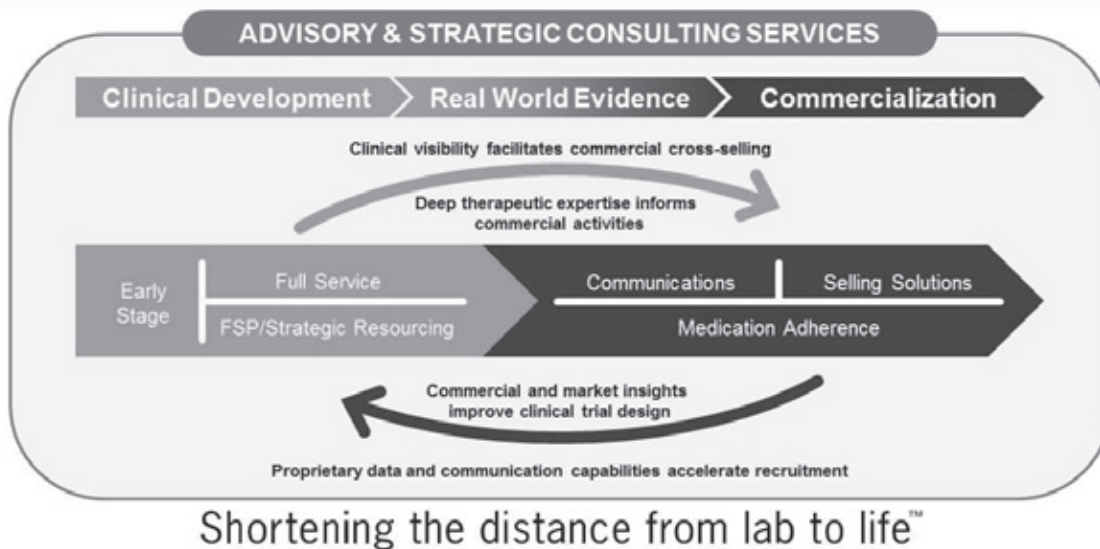 ADVISORY & STRATEGIC CONSULTING SERVICES
Clinical Development
Real World Evidence
Commercialization
Clinical visibility facilitates commercial cross-selling
Deep therapeutic expertise informs
commercial activities
Early
Stage
Full Service
FSP/Strategic Resourcing
Communications
Selling Solutions
Medication Adherence
Commercial and market insights
improve clinical trial design
Proprietary data and communication capabilities accelerate recruitment
Shortening the distance from lab to life™